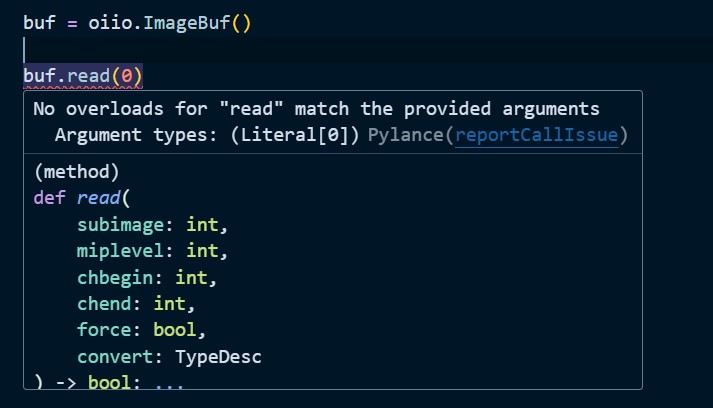 buf = oiio.ImageBuf()
buf.read(0)
No overloads for "read" match the provided arguments
Argument types: (Literal[0]) Pylance(reportCallIssue)
(method)
def read(
subimage: int,
miplevel: int,
chbegin: int,
chend: int,
force: bool,
convert: TypeDesc
) -> bool: ...